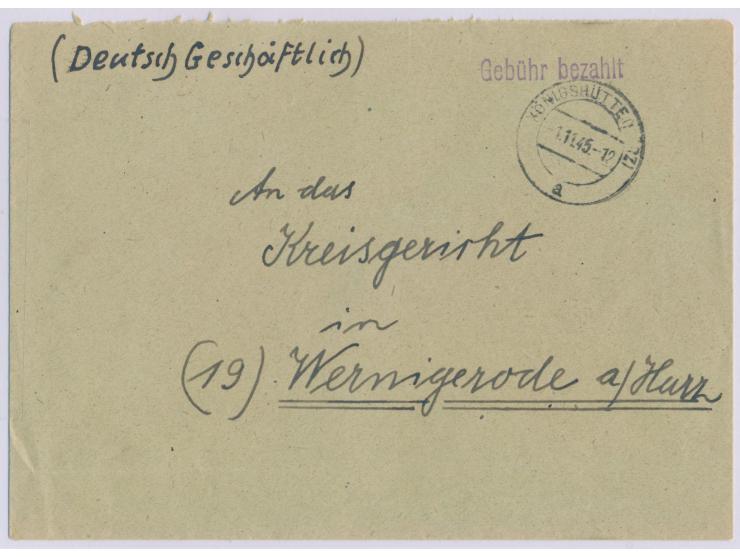 (Deutsch Geschäftlich)
Gebühr bezahlt
KÖNIGSHÜTTE
-1.11.45.-12
a
An das
Kreisgericht
in
(19) Wernigerode a/Harz